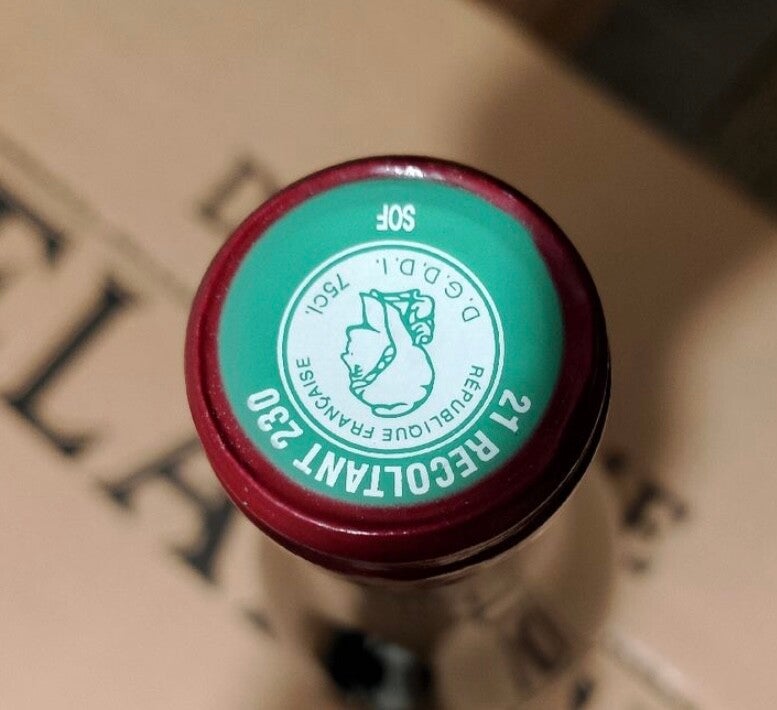 21 RECOLTANT 230
RÉPUBLIQUE FRANÇAISE
D.G.D.D.I. 75Cl.
SOF